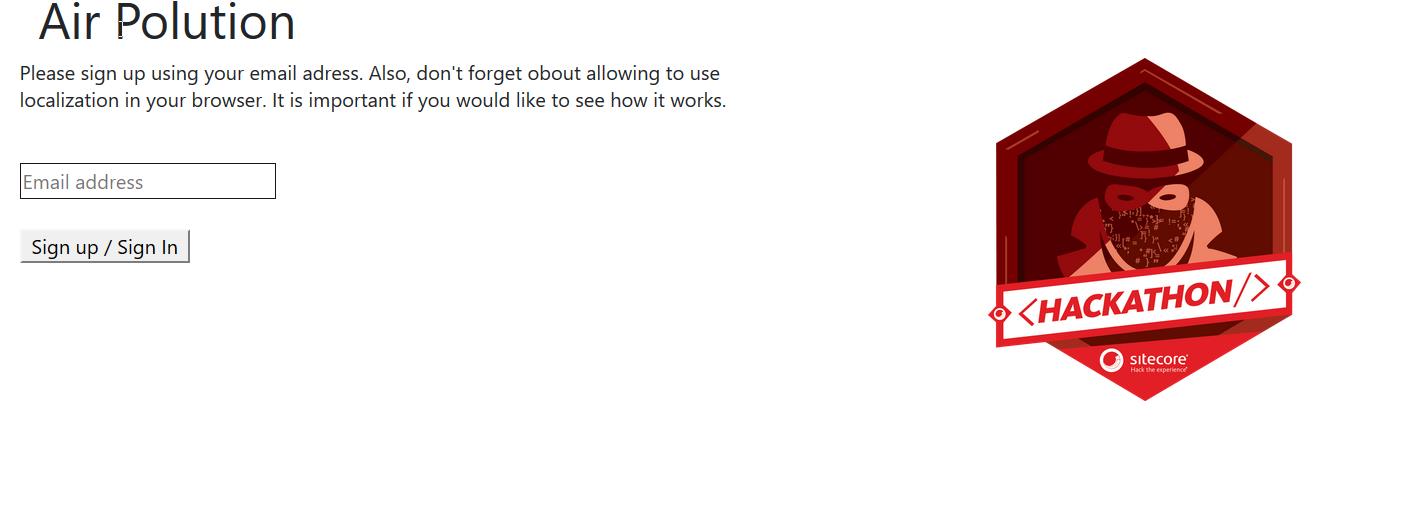 Air Polution
Please sign up using your email adress. Also, don't forget obout allowing to use
localization in your browser. It is important if you would like to see how it works.
Email address
Sign up / Sign In
<HACKATHON/>
sitecore
Hack the experience